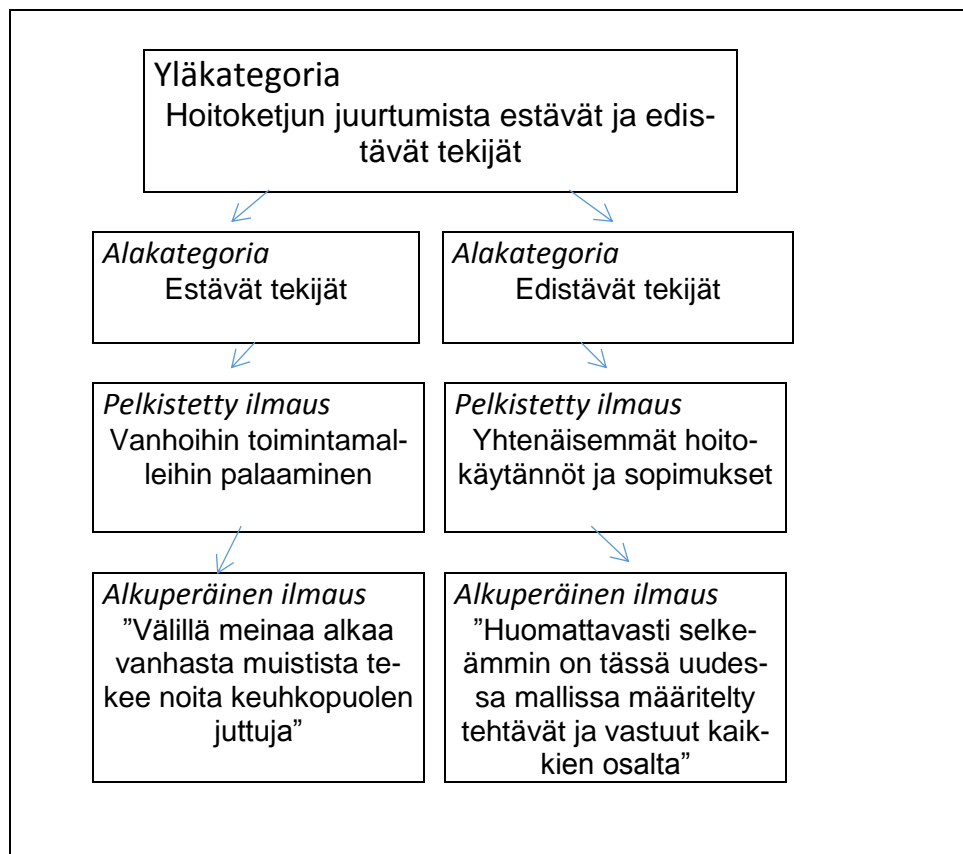 Yläkategoria
Hoitoketjun juurtumista estävät ja edis-
tävät tekijät
Alakategoria
Estävät tekijät
Alakategoria
Edistävät tekijät
Pelkistetty ilmaus
Vanhoihin toimintamal-
leihin palaaminen
Pelkistetty ilmaus
Yhtenäisemmät hoito-
käytännöt ja sopimukset
Alkuperäinen ilmaus
”Välillä meinaa alkaa
vanhasta muistista te-
kee noita keuhkopuolen
juttuja”
Alkuperäinen ilmaus
”Huomattavasti selke-
ämmin on tässä uudes-
sa mallissa määritelty
tehtävät ja vastuut kaik-
kien osalta”